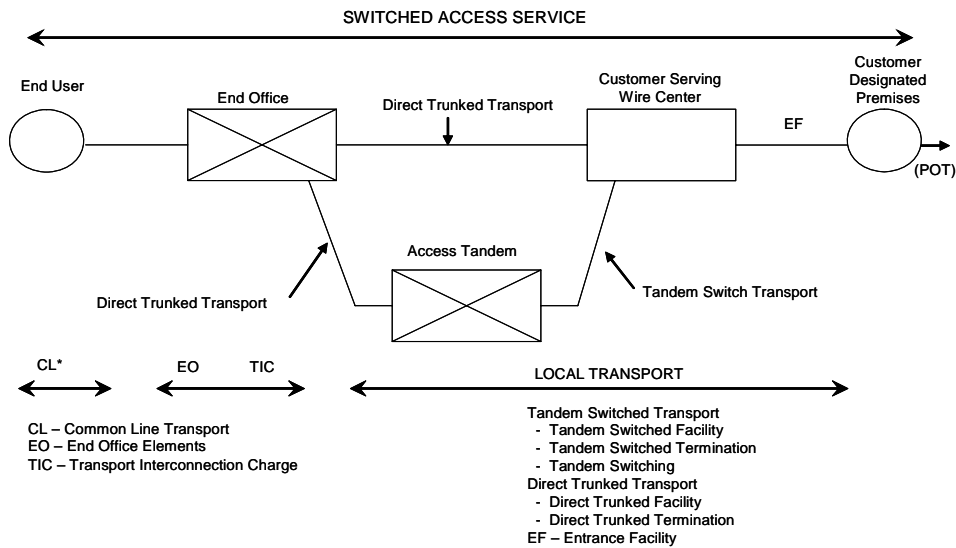 SWITCHED ACCESS SERVICE
End User
End Office
Direct Trunked Transport
Customer Serving
Wire Center
EF
Customer
Designated
Premises
(POT)
Access Tandem
Direct Trunked Transport
Tandem Switch Transport
CL*
EO
TIC
LOCAL TRANSPORT
CL – Common Line Transport
EO – End Office Elements
TIC – Transport Interconnection Charge
Tandem Switched Transport
- Tandem Switched Facility
- Tandem Switched Termination
- Tandem Switching
Direct Trunked Transport
- Direct Trunked Facility
- Direct Trunked Termination
EF – Entrance Facility